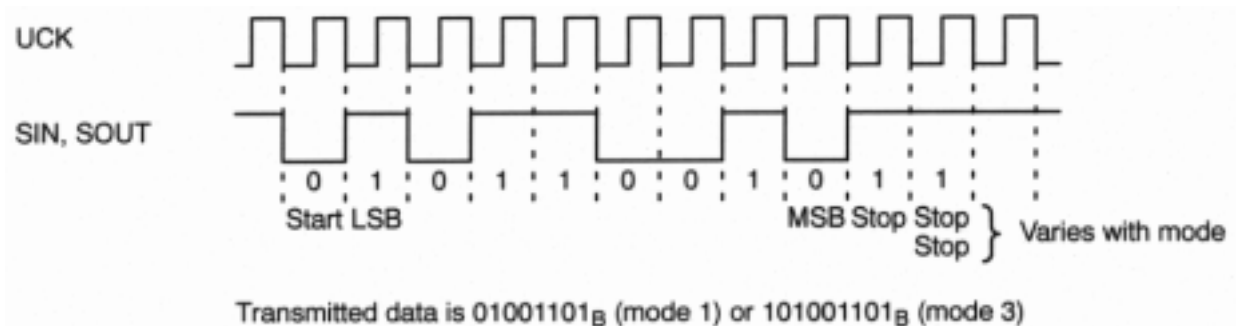 UCK
SIN, SOUT
0 1 0 1 1 0 0 1 0 1 1
Start LSB MSB Stop Stop
Stop
Varies with mode
Transmitted data is 01001101B (mode 1) or 101001101B (mode 3)